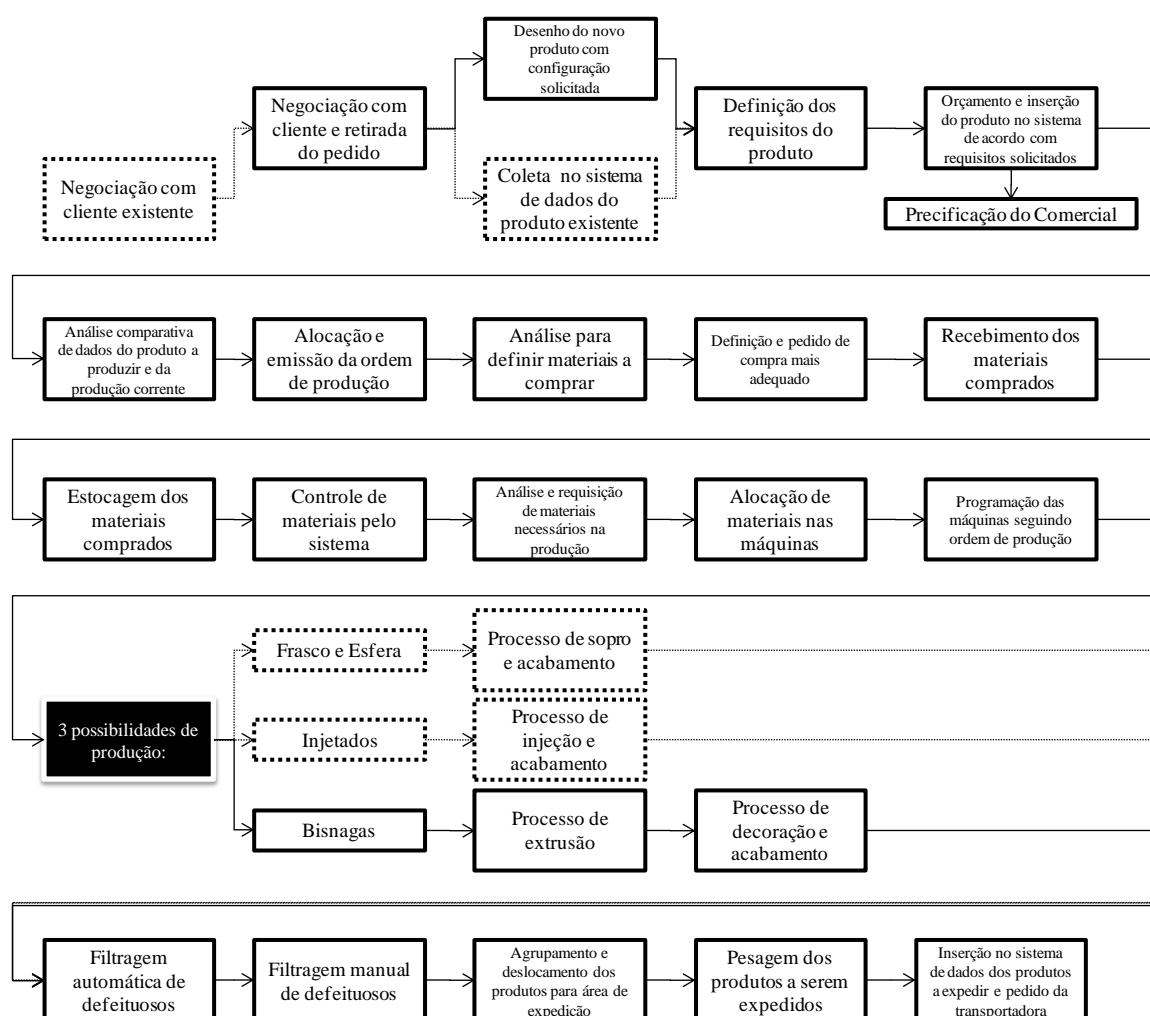 Desenho do novo
produto com
configuração
solicitada
Negociação com
cliente e retirada
do pedido
Definição dos
requisitos do
produto
Orçamento e inserção
do produto no sistema
de acordo com
requisitos solicitados
Negociação com
cliente existente
Coleta no sistema
de dados do
produto existente
Precificação do Comercial
Análise comparativa
de dados do produto a
produzir e da
produção corrente
Alocação e
emissão da ordem
de produção
Análise para
definir materiais a
comprar
Definição e pedido de
compra mais
adequado
Recebimento dos
materiais
comprados
Estocagem dos
materiais
comprados
Controle de
materiais pelo
sistema
Análise e requisição
de materiais
necessários na
produção
Alocação de
materiais nas
máquinas
Programação das
máquinas seguindo
ordem de produção
3 possibilidades de
produção:
Frasco e Esfera
Processo de sopro
e acabamento
Injetados
Processo de
injeção e
acabamento
Bisnagas
Processo de
extrusão
Processo de
decoração e
acabamento
Filtragem
automática de
defeituosos
Filtragem manual
de defeituosos
Agrupamento e
deslocamento dos
produtos para área de
expedição
Pesagem dos
produtos a serem
expedidos
Inserção no sistema
de dados dos produtos
a expedir e pedido da
transportadora